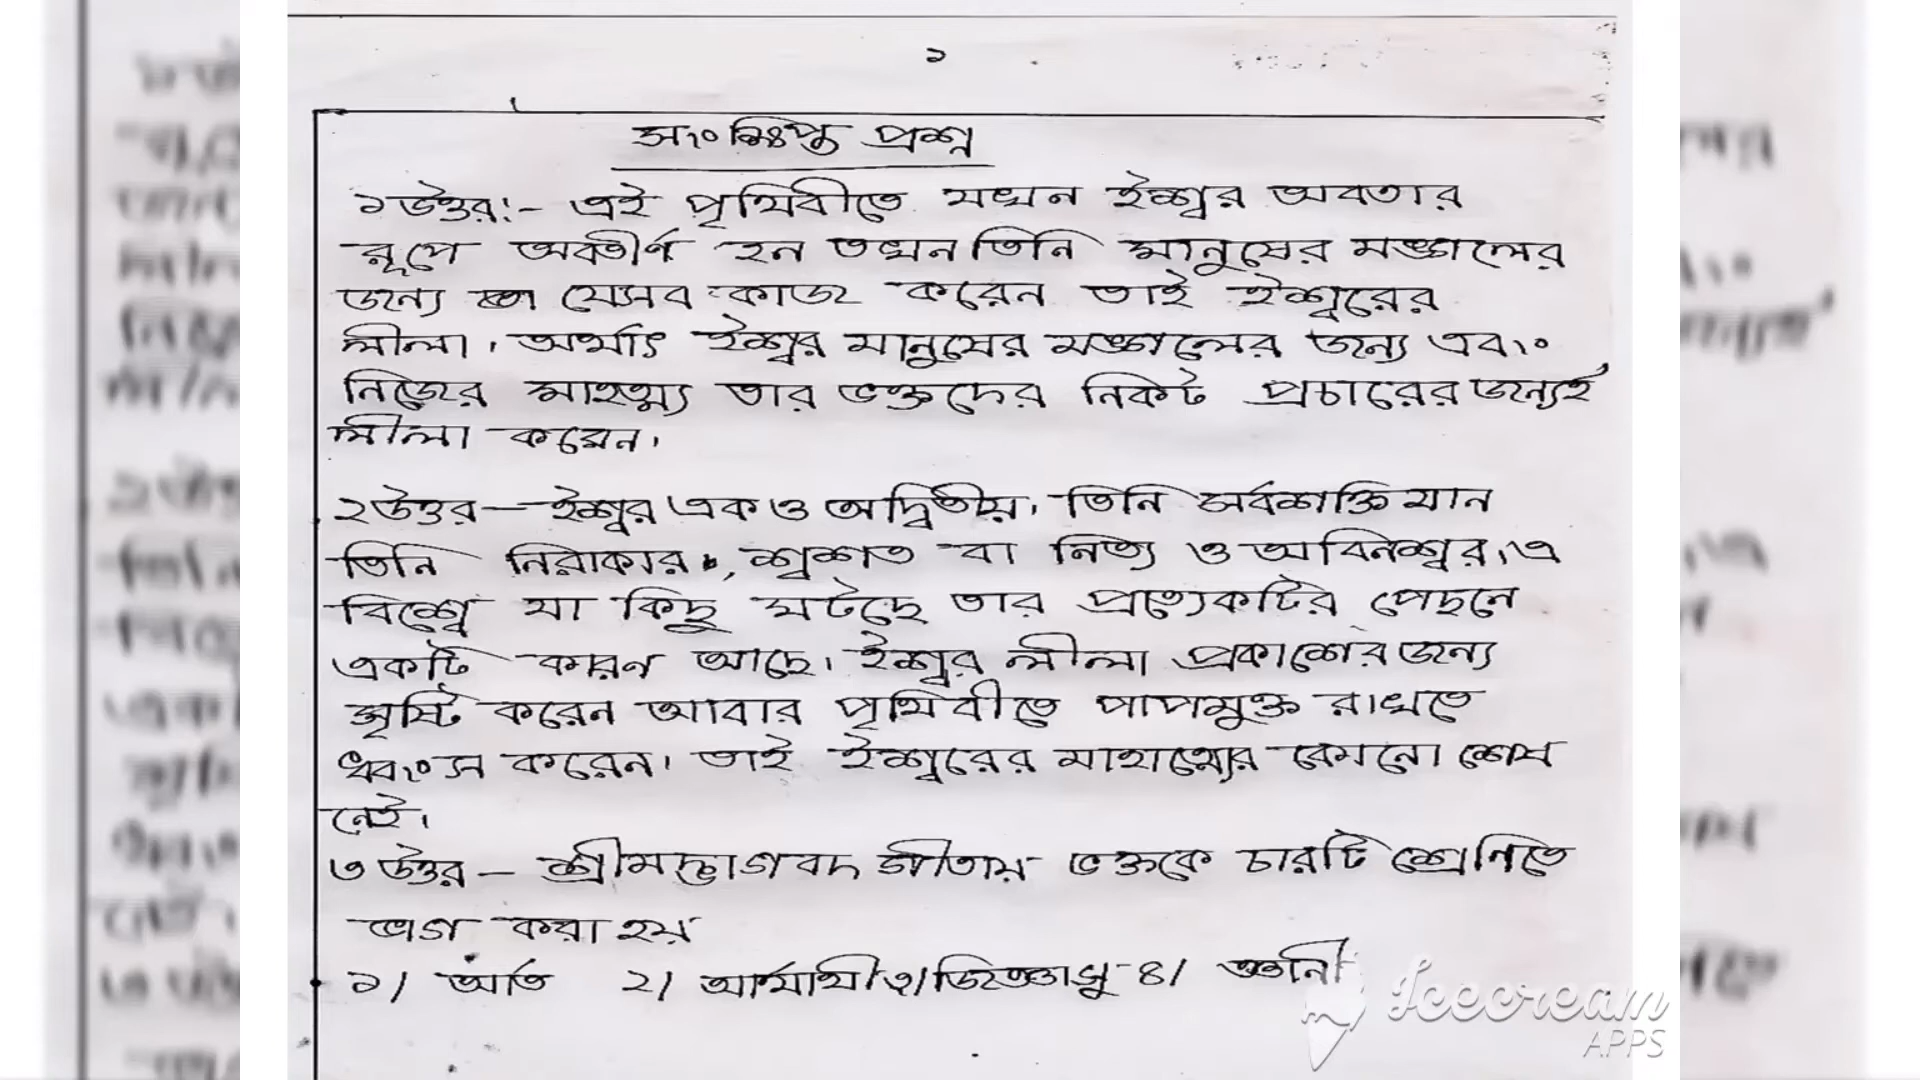 ১
সংক্ষিপ্ত প্রশ্ন
১উত্তর:- এই পৃথিবীতে যখন ঈশ্বর অবতার
রূপে অবতীর্ণ হন তখন তিনি মানুষের মঙ্গলের
জন্য যেসব কাজ করেন তাই ঈশ্বরের
লীলা। অর্থাৎ ঈশ্বর মানুষের মঙ্গলের জন্য এবং
নিজের মাহত্ম্য তার ভক্তদের নিকট প্রচারের জন্যই
লীলা করেন।
২উত্তর— ঈশ্বর এক ও অদ্বিতীয়। তিনি সর্বশক্তি মান
তিনি নিরাকার, শ্বশত বা নিত্য ও অবিনশ্বর। এ
বিশ্বে যা কিছু ঘটছে তার প্রত্যেকটির পেছনে
একটি কারন আছে। ঈশ্বর লীলা প্রকাশের জন্য
সৃষ্টি করেন আবার পৃথিবীতে পাপমুক্ত রাখতে
ধ্বংস করেন। তাই ঈশ্বরের মাহাত্ম্যের কোনো শেষ
নেই।
৩ উত্তর — শ্রীমদ্ভাগবদ গীতায় ভক্তকে চারটি শ্রেনিতে
ভাগ করা হয়
১/ আর্ত ২/ ৪/
Icecream
APPS